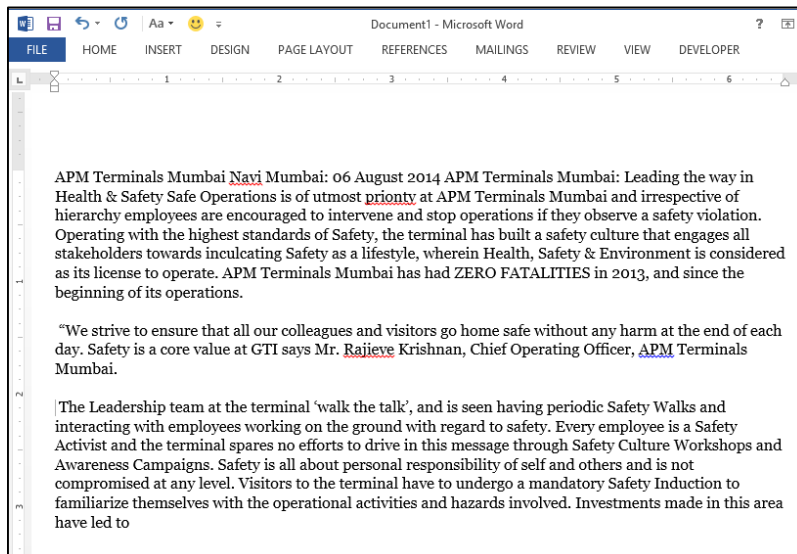 Aa
Document1 - Microsoft Word
?
FILE HOME INSERT DESIGN PAGE LAYOUT REFERENCES MAILINGS REVIEW VIEW DEVELOPER
L 1 2 3 4 5 6
APM Terminals Mumbai Navi Mumbai: 06 August 2014 APM Terminals Mumbai: Leading the way in
Health & Safety Safe Operations is of utmost prionty at APM Terminals Mumbai and irrespective of
hierarchy employees are encouraged to intervene and stop operations if they observe a safety violation.
Operating with the highest standards of Safety, the terminal has built a safety culture that engages all
stakeholders towards inculcating Safety as a lifestyle, wherein Health, Safety & Environment is considered
as its license to operate. APM Terminals Mumbai has had ZERO FATALITIES in 2013, and since the
beginning of its operations.
“We strive to ensure that all our colleagues and visitors go home safe without any harm at the end of each
day. Safety is a core value at GTI says Mr. Rajieve Krishnan, Chief Operating Officer, APM Terminals
Mumbai.
The Leadership team at the terminal ‘walk the talk’, and is seen having periodic Safety Walks and
interacting with employees working on the ground with regard to safety. Every employee is a Safety
Activist and the terminal spares no efforts to drive in this message through Safety Culture Workshops and
Awareness Campaigns. Safety is all about personal responsibility of self and others and is not
compromised at any level. Visitors to the terminal have to undergo a mandatory Safety Induction to
familiarize themselves with the operational activities and hazards involved. Investments made in this area
have led to
1
2
3